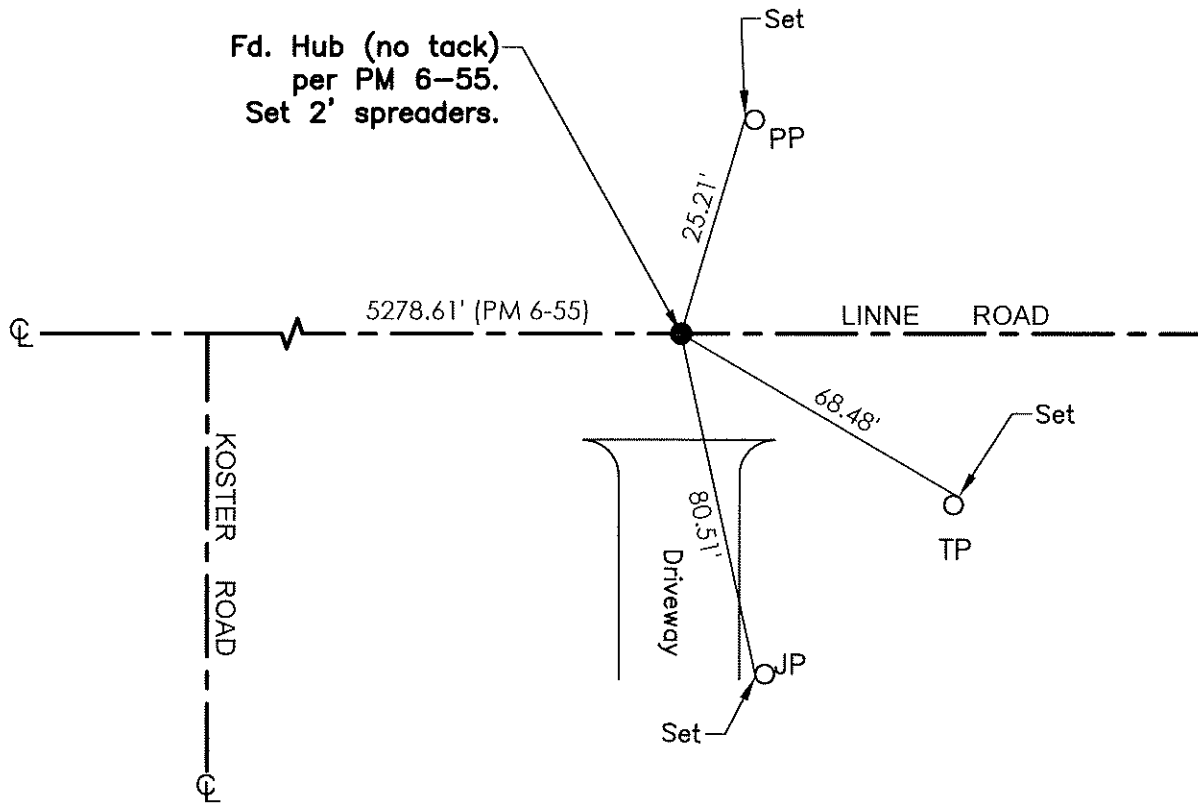 Set
Fd. Hub (no tack)
per PM 6-55.
Set 2' spreaders.
PP
25.21'
5278.61' (PM 6-55)
LINNE ROAD
℄
68.48'
Set
KOSTER ROAD
80.51'
Driveway
TP
JP
Set
℄